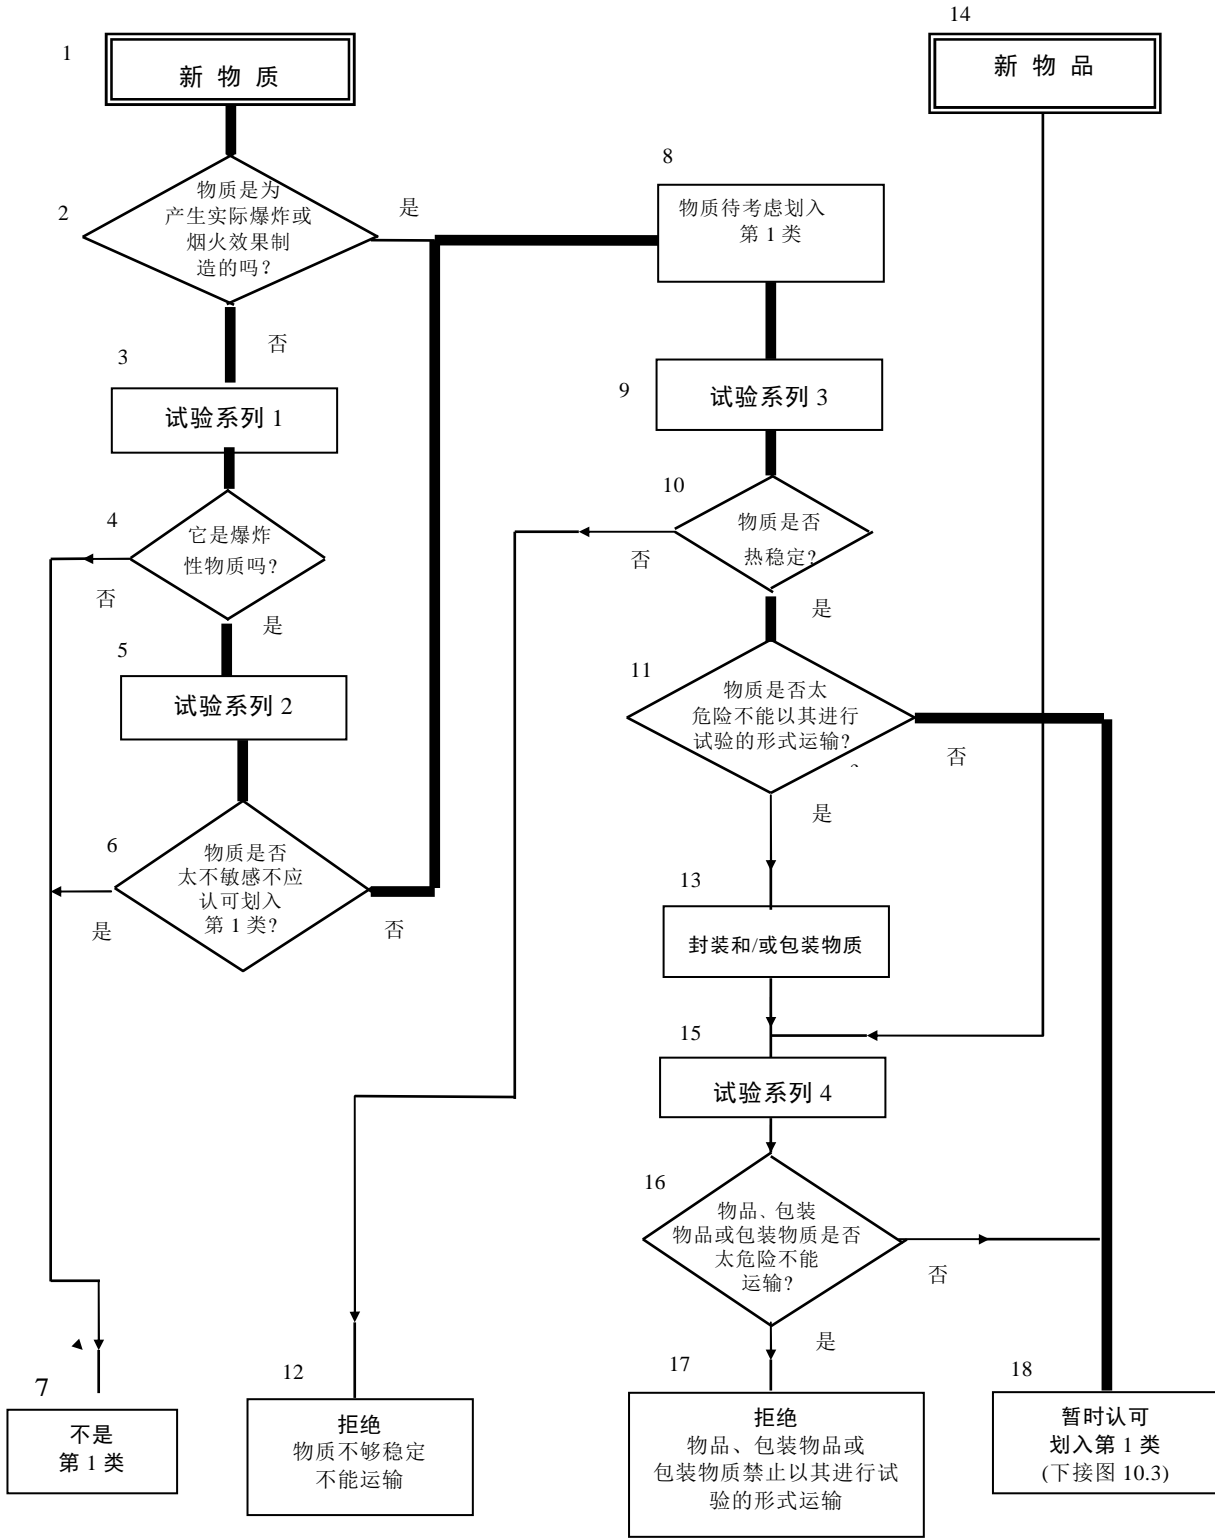 14
1
新 物 质
新 物 品
8
2
物质是为
产生实际爆炸或
烟火效果制
造的吗?
是
物质待考虑划入
第 1 类
否
3
9
试验系列 1
试验系列 3
10
4
它是爆炸
性物质吗?
物质是否
热稳定?
否
否
是
是
5
11
试验系列 2
物质是否太
危险不能以其进行
试验的形式运输?
否
是
6
物质是否
太不敏感不应
认可划入
第 1 类?
是
否
13
封装和/或包装物质
15
试验系列 4
16
物品、包装
物品或包装物质是否
太危险不能
运输?
否
是
7
不是
第 1 类
12
拒绝
物质不够稳定
不能运输
17
拒绝
物品、包装物品或
包装物质禁止以其进行试
验的形式运输
18
暂时认可
划入第 1 类
(下接图 10.3)